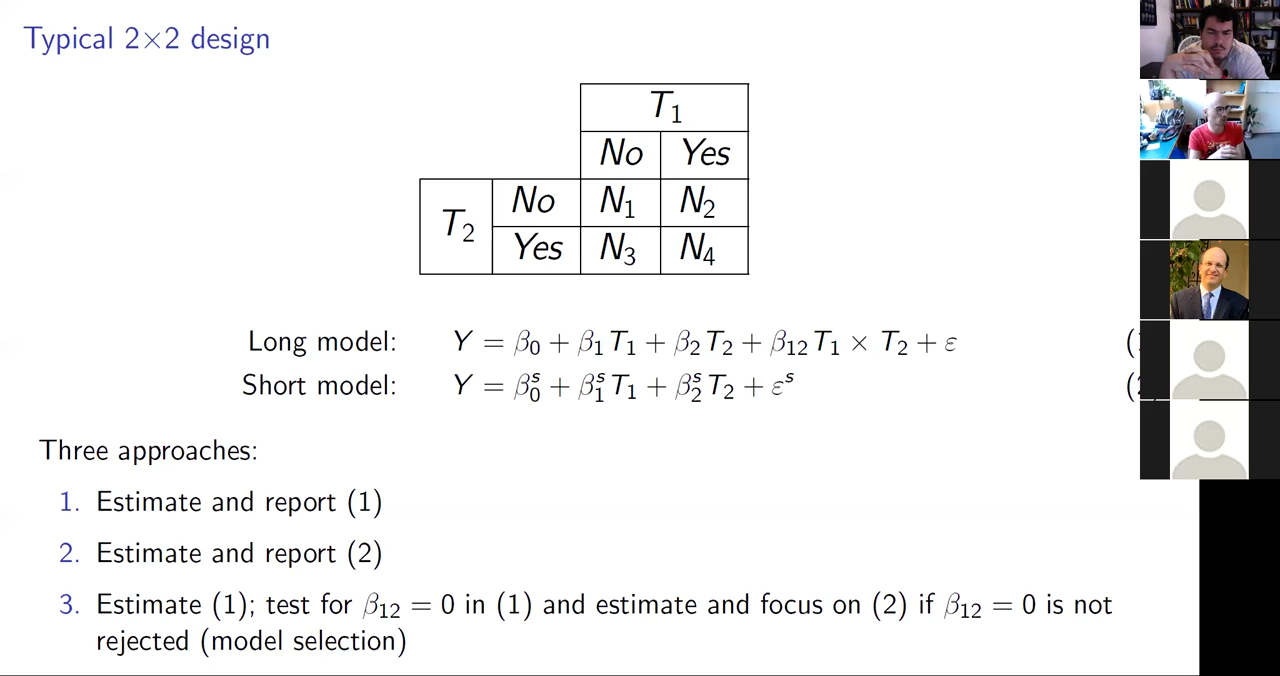 Typical 2×2 design
T₁
No Yes
T₂ No N₁ N₂
Yes N₃ N₄
Long model: Y = β₀ + β₁T₁ + β₂T₂ + β₁₂T₁ × T₂ + ε (
Short model: Y = β₀ˢ + β₁ˢT₁ + β₂ˢT₂ + εˢ (
Three approaches:
1. Estimate and report (1)
2. Estimate and report (2)
3. Estimate (1); test for β₁₂ = 0 in (1) and estimate and focus on (2) if β₁₂ = 0 is not
rejected (model selection)